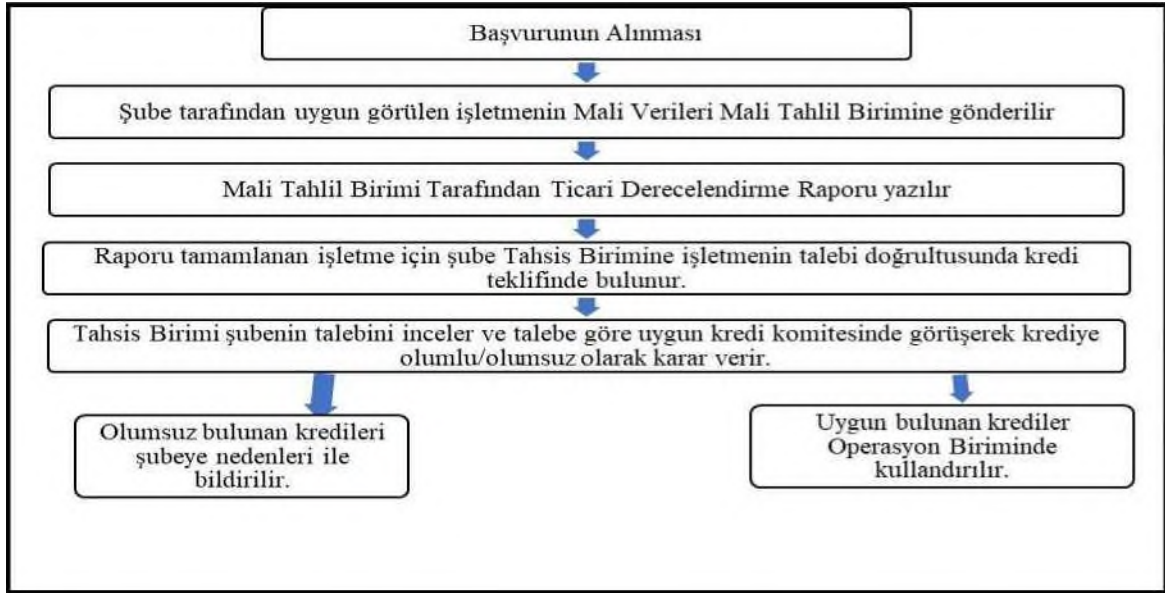 Başvurunun Alınması
Şube tarafından uygun görülen işletmenin Mali Verileri Mali Tahlil Birimine gönderilir
Mali Tahlil Birimi Tarafından Ticari Derecelendirme Raporu yazılır
Raporu tamamlanan işletme için şube Tahsis Birimine işletmenin talebi doğrultusunda kredi
teklifinde bulunur.
Tahsis Birimi şubenin talebini inceler ve talebe göre uygun kredi komitesinde görüşerek krediye
olumlu/olumsuz olarak karar verir.
Olumsuz bulunan kredileri
şubeye nedenleri ile
bildirilir.
Uygun bulunan krediler
Operasyon Biriminde
kullandırılır.